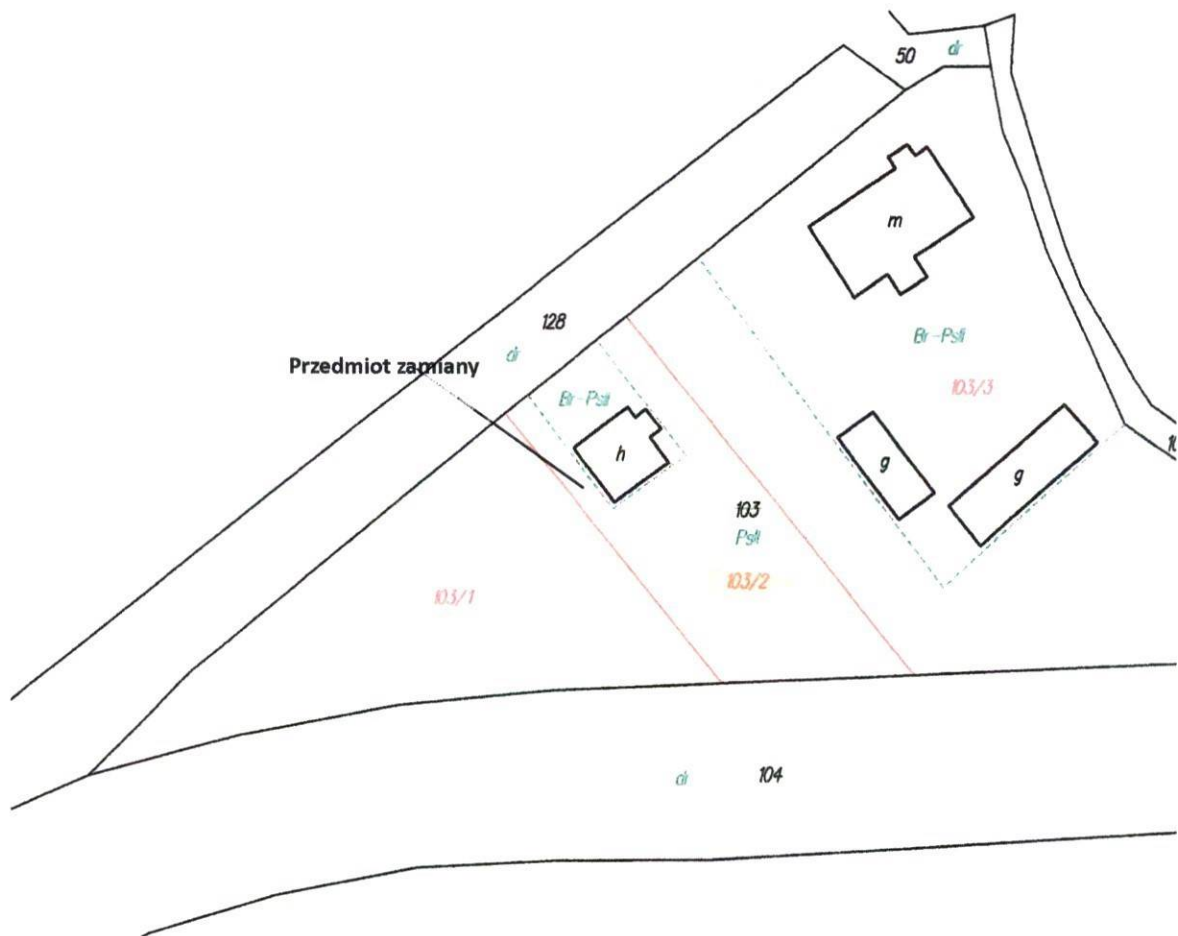 50 dr
m
128
Przedmiot zamiany
dr
Br-PsII
Br-PsII
103/3
h
g
g
103
PsII
103/2
103/1
dr 104